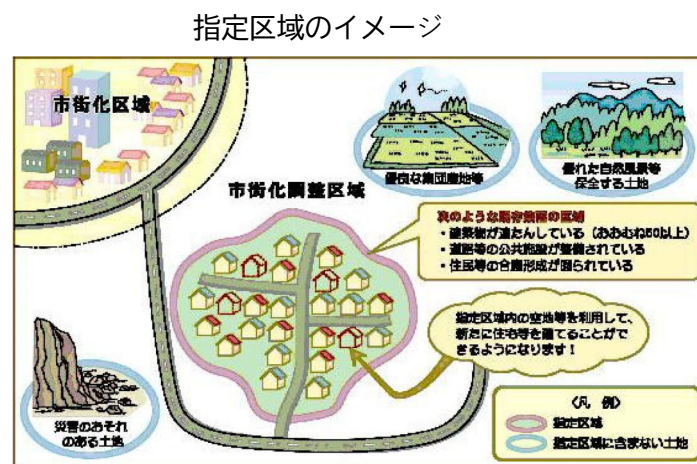 指定区域のイメージ
市街化区域
優良な集団農地等
優れた自然風景等
保全する土地
市街化調整区域
次のような既存集落の区域
・建築物が連たんしている（おおむね50以上）
・道路等の公共施設が整備されている
・住民等の合意形成が図られている
指定区域内の空地等を利用して、
新たに住宅等を建てることがで
きるようになります！
災害のおそれ
のある土地
〈凡 例〉
指定区域
指定区域に含まない土地